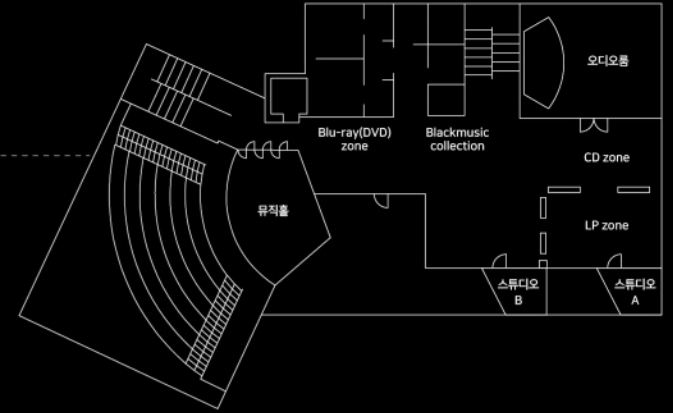 오디오룸
Blu-ray(DVD)
zone
Blackmusic
collection
CD zone
뮤직홀
LP zone
스튜디오
B
스튜디오
A